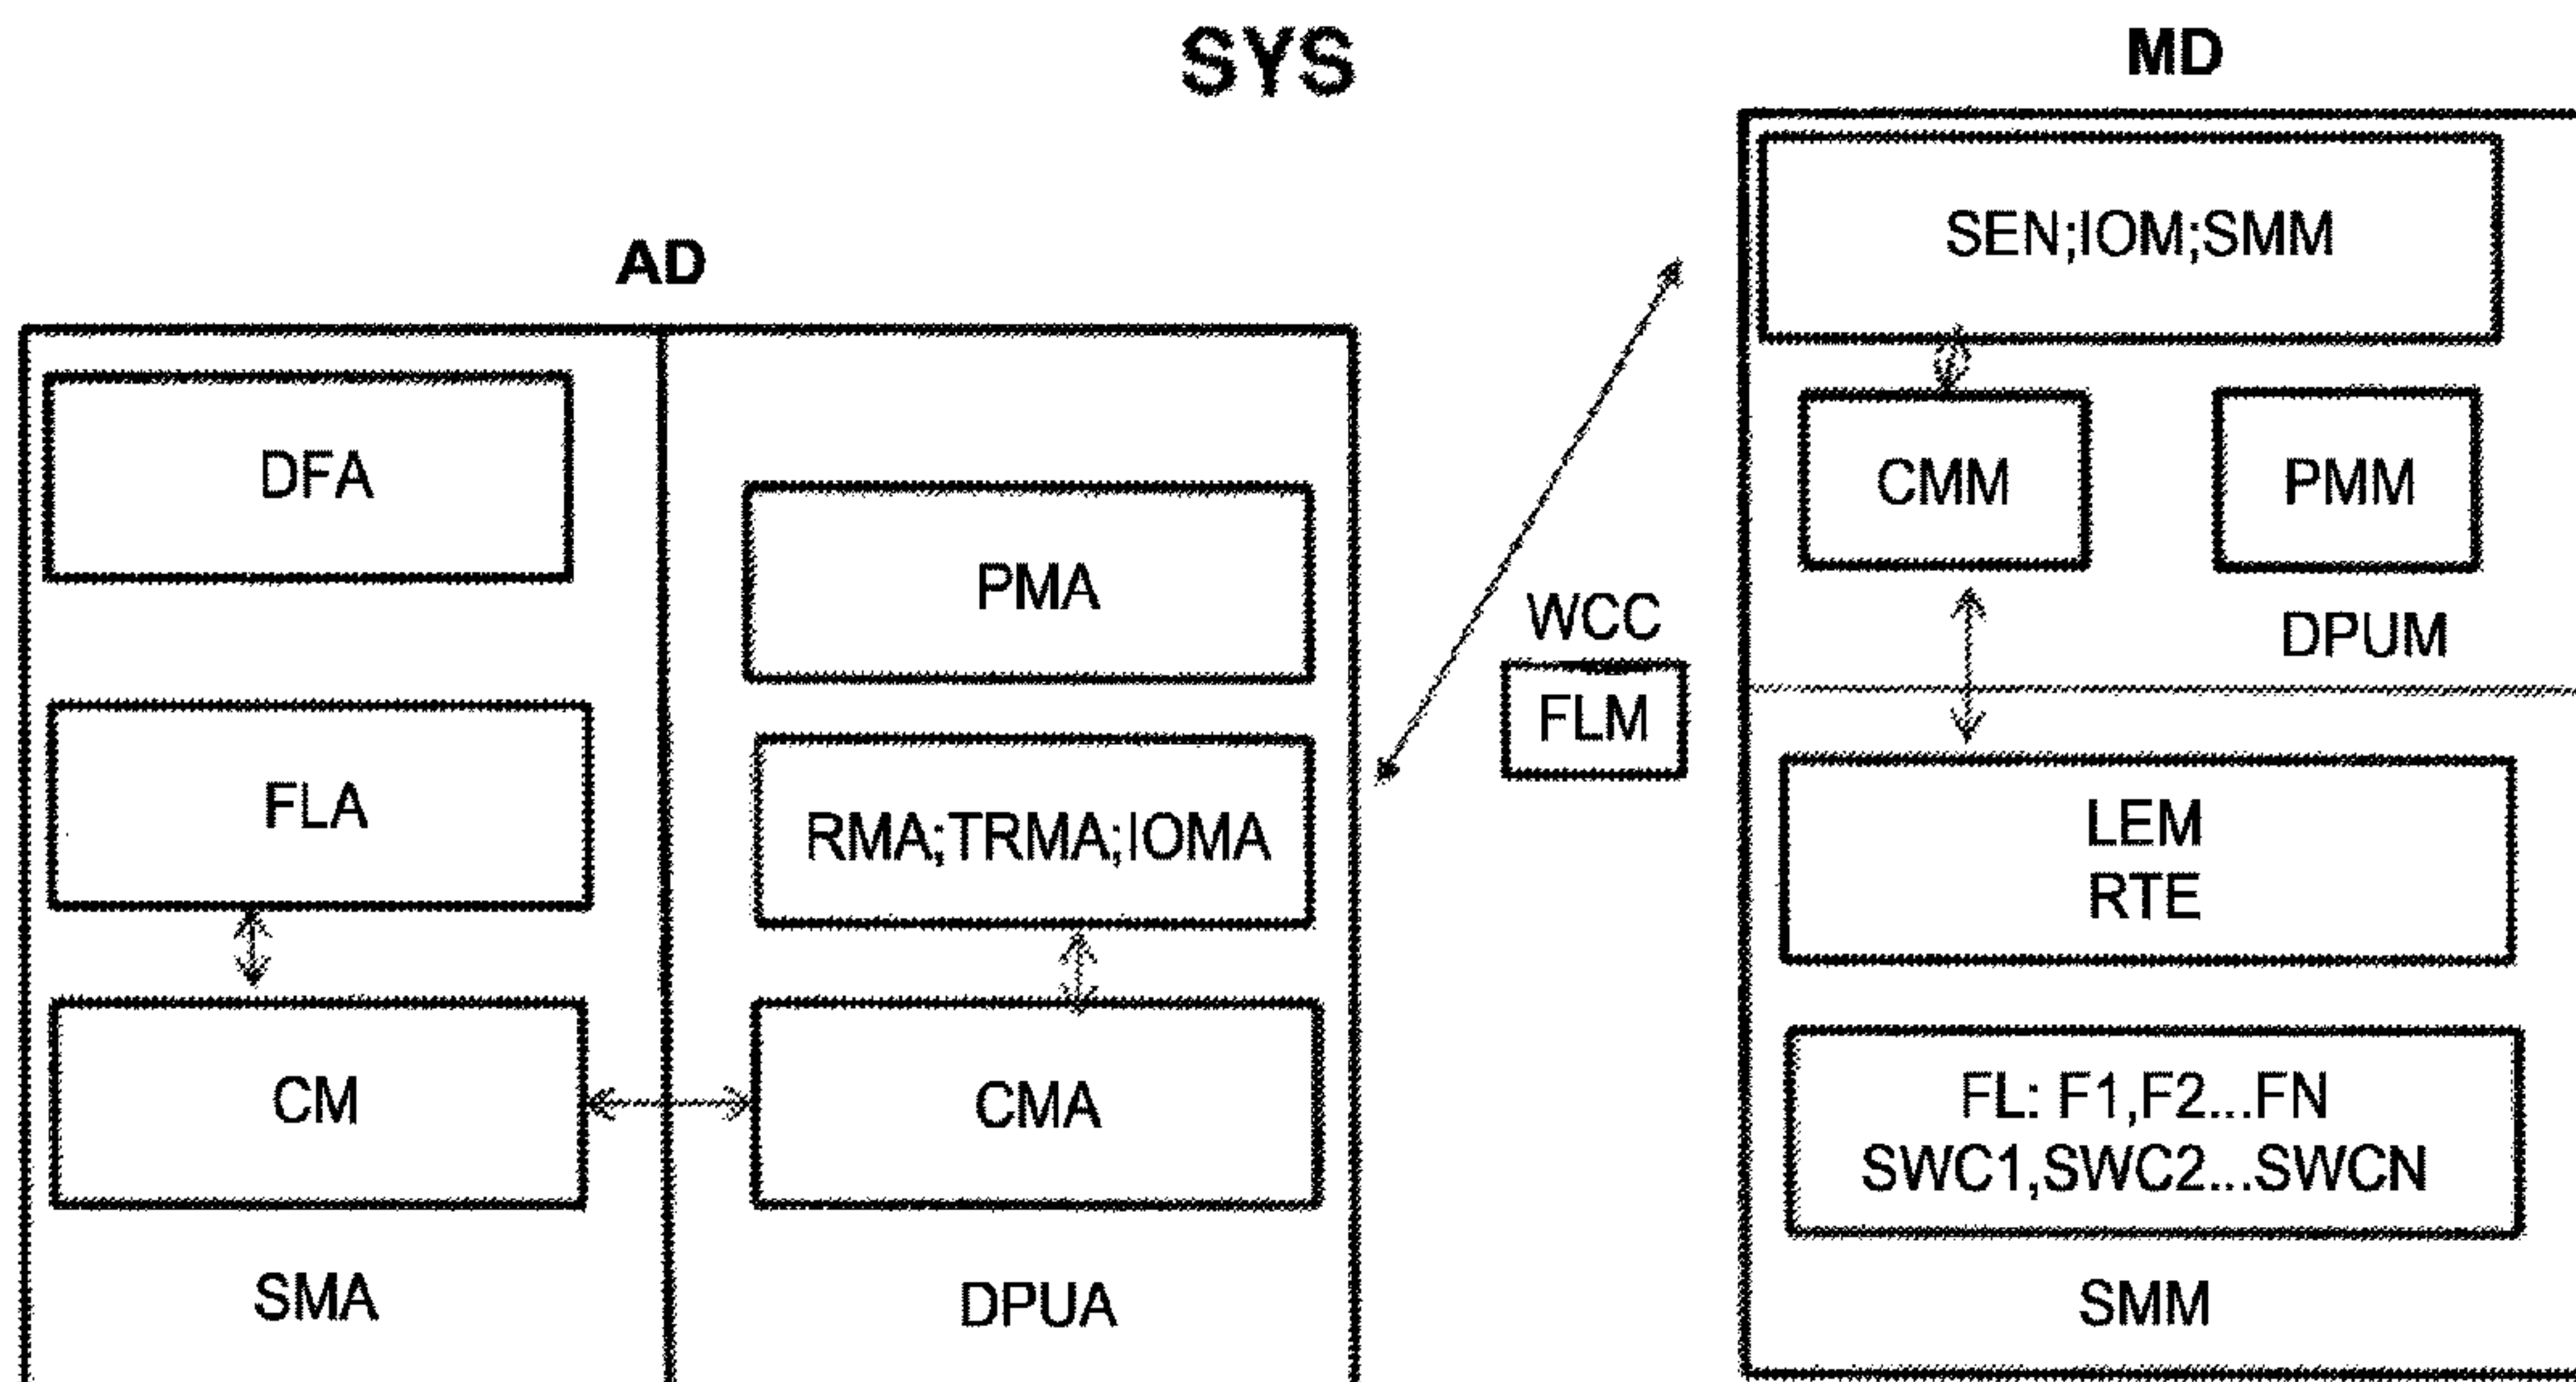 SYS
AD
DFA
FLA
CM
SMA
PMA
RMA;TRMA;IOMA
CMA
DPUA
WCC
FLM
MD
SEN;IOM;SMM
CMM
PMM
DPUM
LEM
RTE
FL: F1,F2...FN
SWC1,SWC2...SWCN
SMM